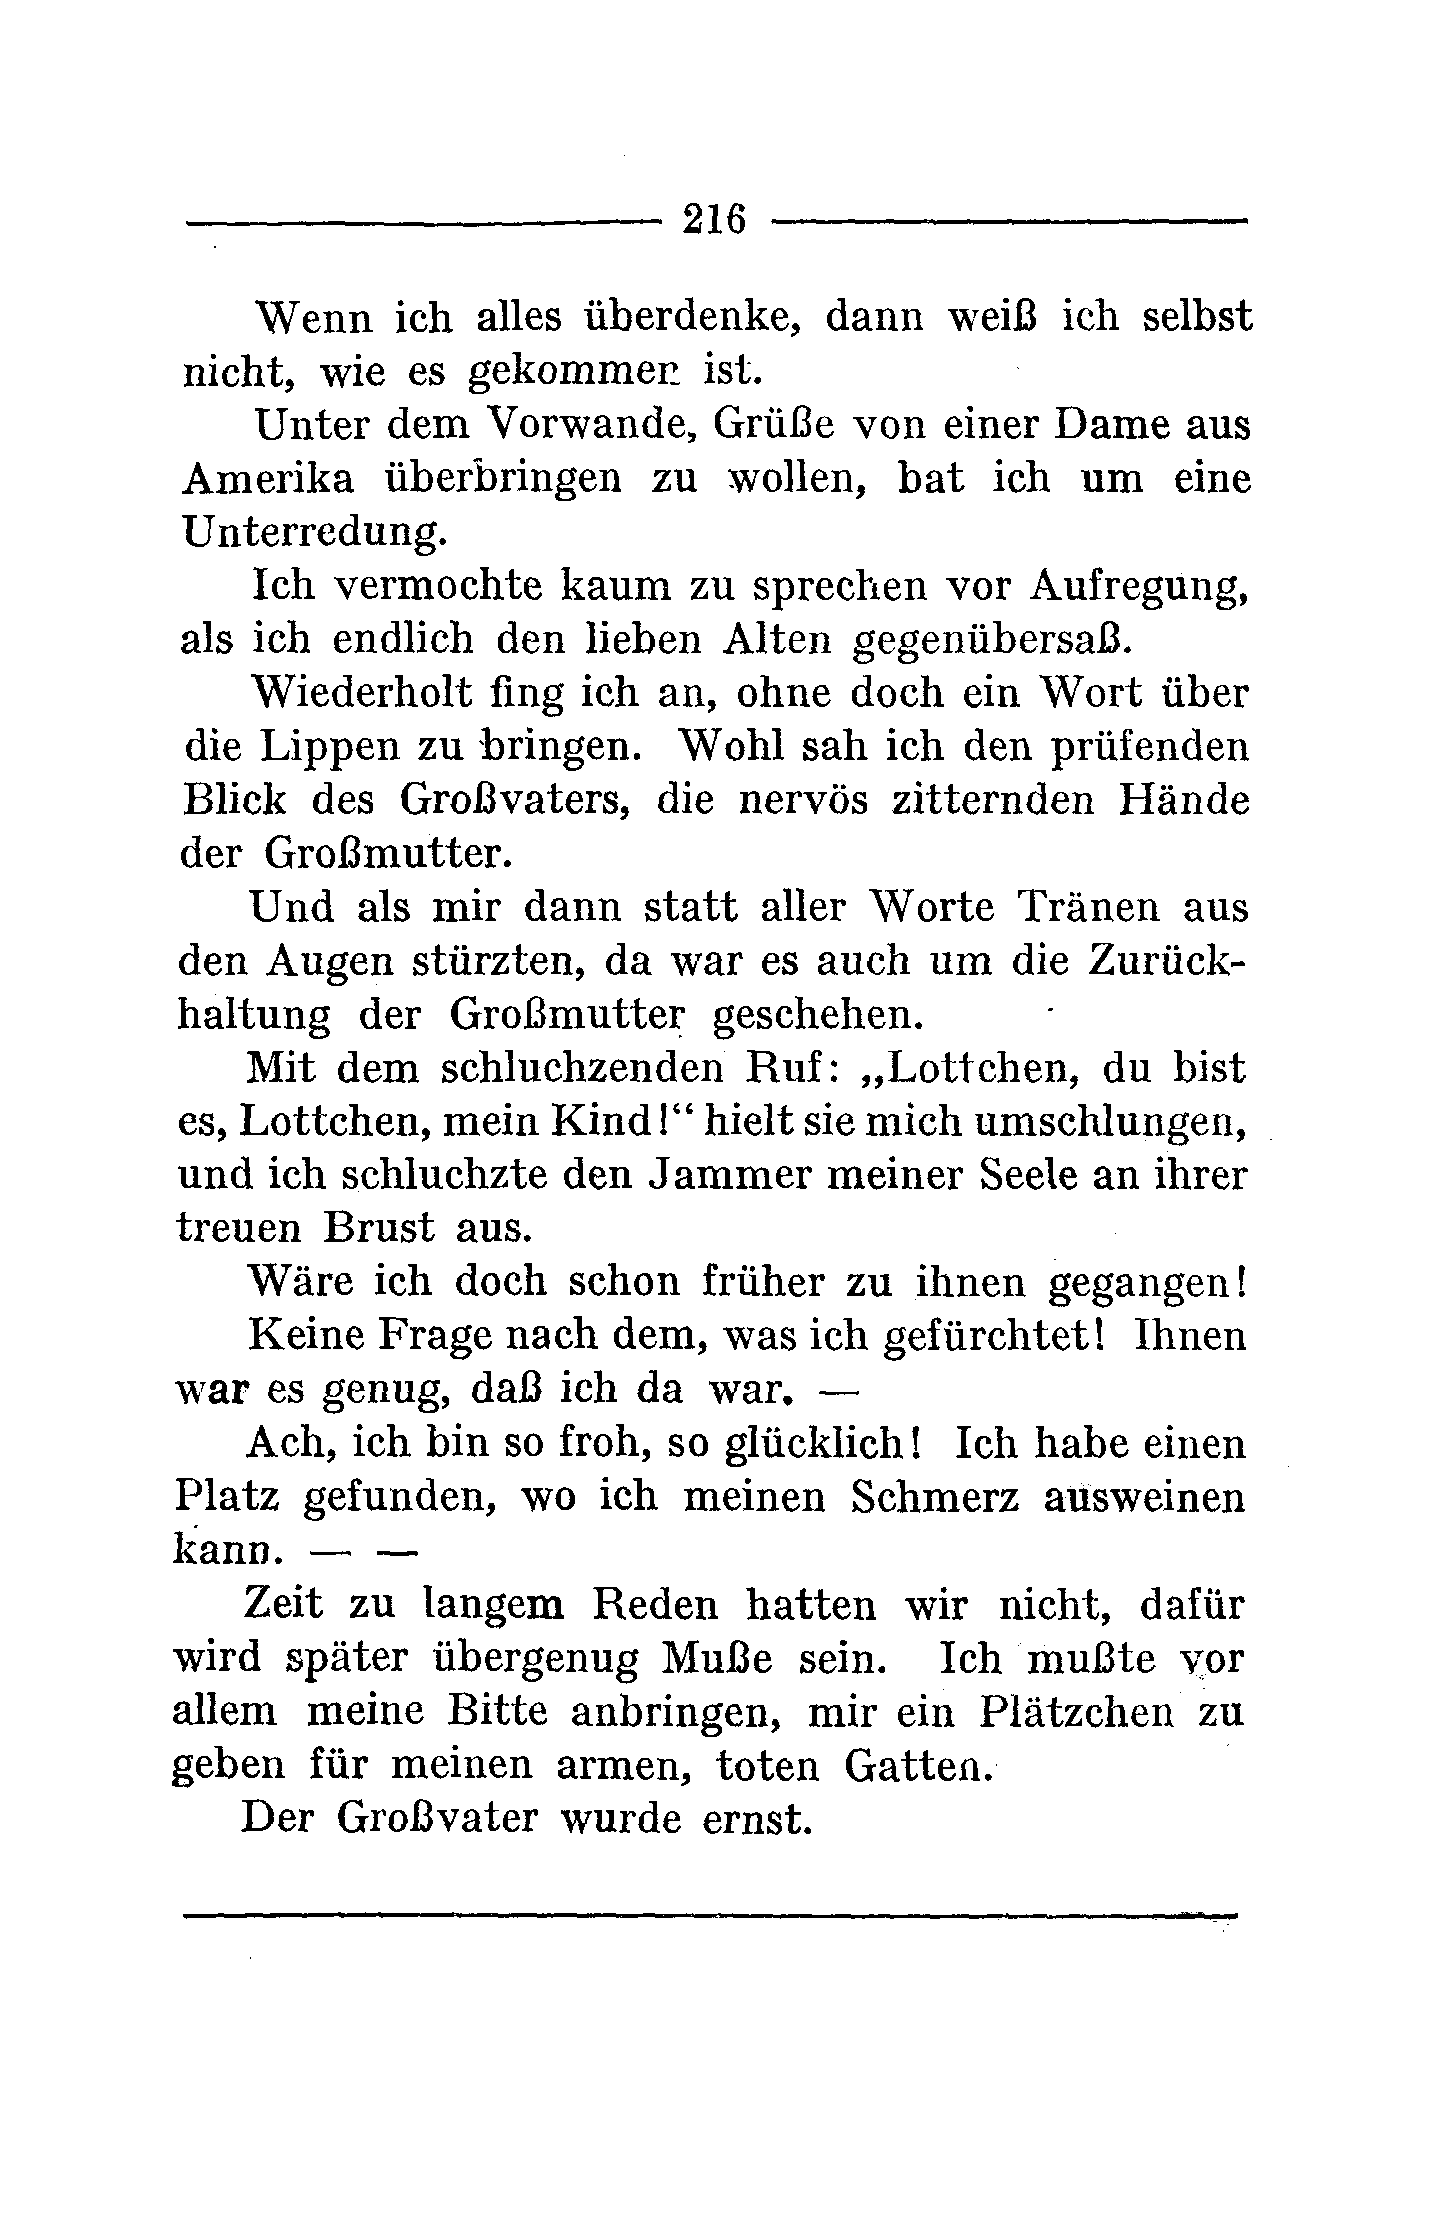 216
Wenn ich alles überdenke, dann weiß ich selbst
nicht, wie es gekommen ist.
Unter dem Vorwande, Grüße von einer Dame aus
Amerika überbringen zu wollen, bat ich um eine
Unterredung.
Ich vermochte kaum zu sprechen vor Aufregung,
als ich endlich den lieben Alten gegenübersaß.
Wiederholt fing ich an, ohne doch ein Wort über
die Lippen zu bringen. Wohl sah ich den prüfenden
Blick des Großvaters, die nervös zitternden Hände
der Großmutter.
Und als mir dann statt aller Worte Tränen aus
den Augen stürzten, da war es auch um die Zurück-
haltung der Großmutter geschehen.
Mit dem schluchzenden Ruf: „Lottchen, du bist
es, Lottchen, mein Kind!“ hielt sie mich umschlungen,
und ich schluchzte den Jammer meiner Seele an ihrer
treuen Brust aus.
Wäre ich doch schon früher zu ihnen gegangen!
Keine Frage nach dem, was ich gefürchtet! Ihnen
war es genug, daß ich da war. —
Ach, ich bin so froh, so glücklich! Ich habe einen
Platz gefunden, wo ich meinen Schmerz ausweinen
kann. — —
Zeit zu langem Reden hatten wir nicht, dafür
wird später übergenug Muße sein. Ich mußte vor
allem meine Bitte anbringen, mir ein Plätzchen zu
geben für meinen armen, toten Gatten.
Der Großvater wurde ernst.